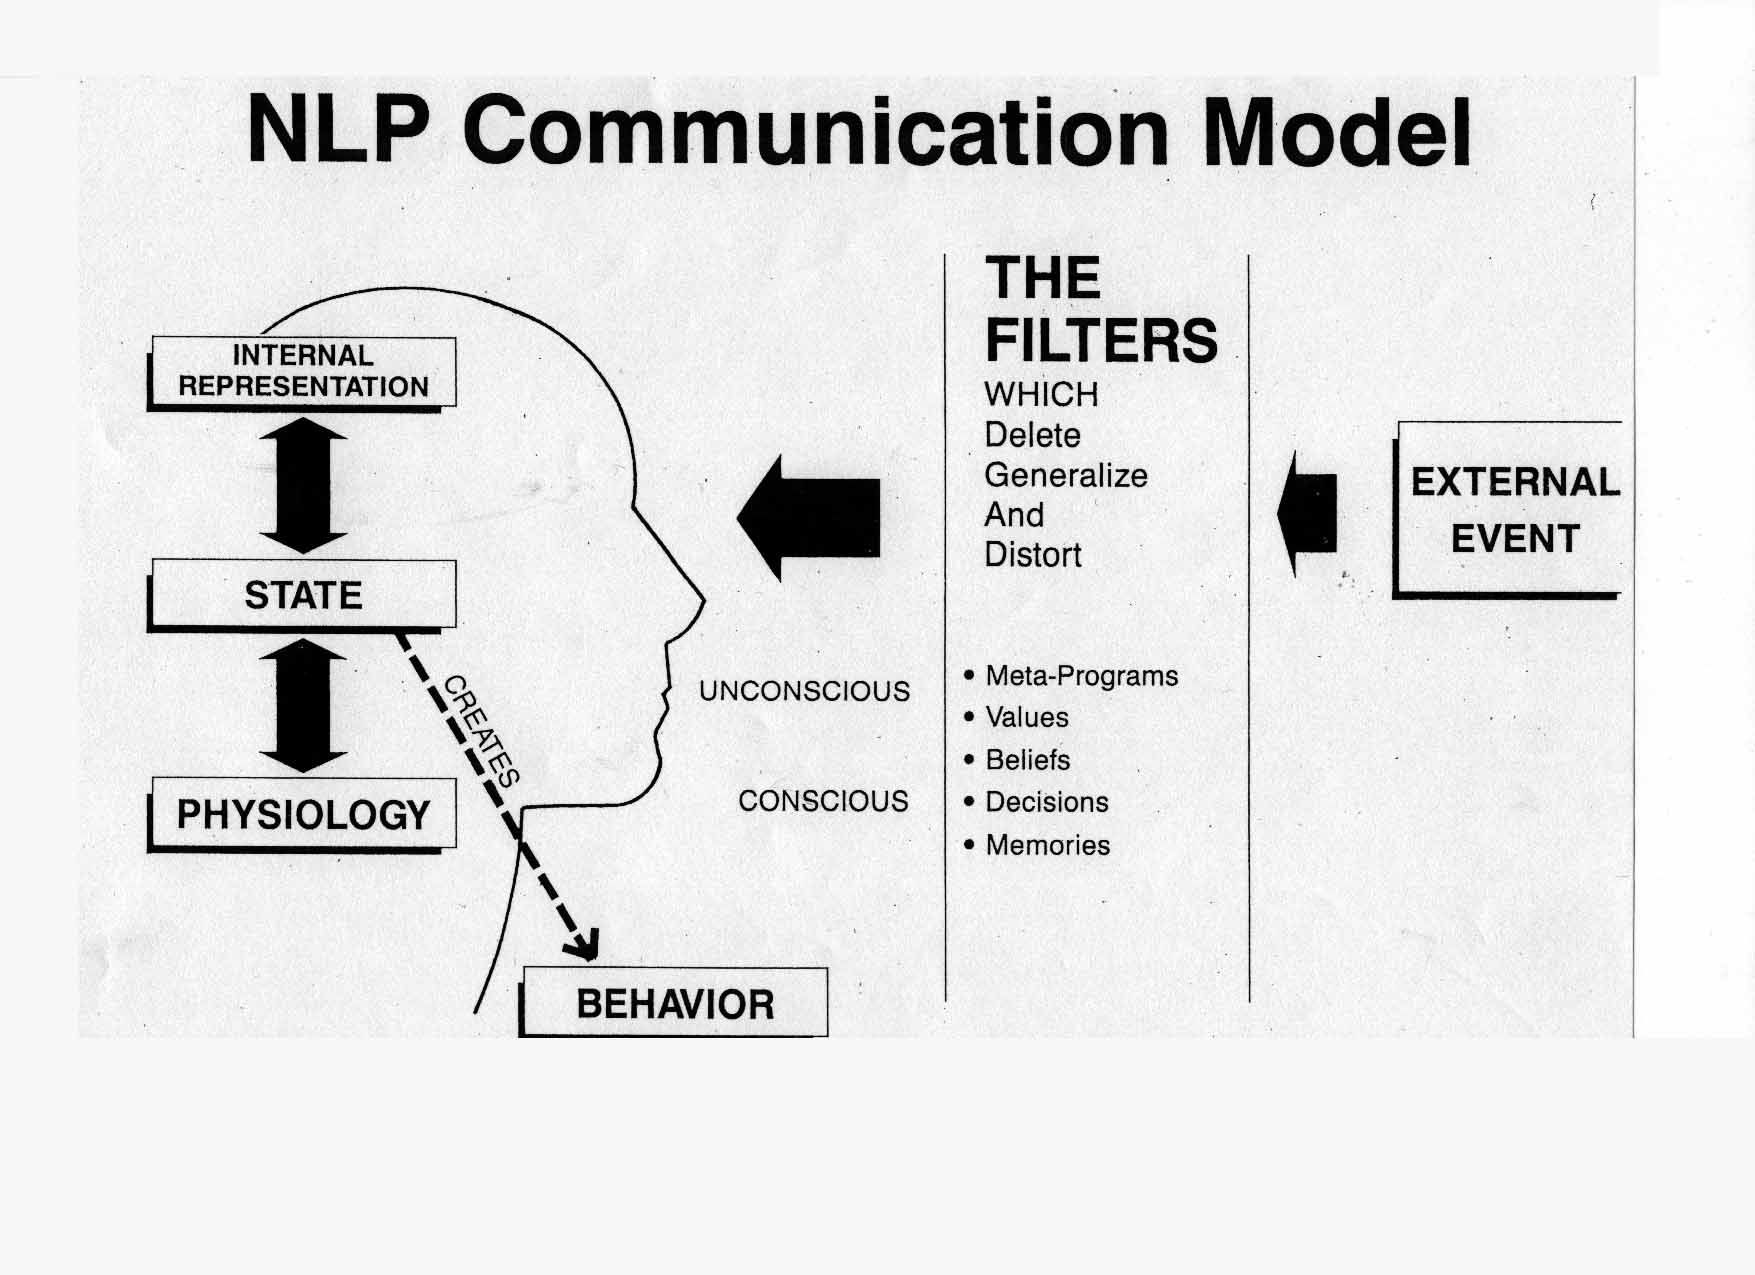 NLP Communication Model
INTERNAL
REPRESENTATION
STATE
PHYSIOLOGY
CREATES
BEHAVIOR
UNCONSCIOUS
CONSCIOUS
THE
FILTERS
WHICH
Delete
Generalize
And
Distort
• Meta-Programs
• Values
• Beliefs
• Decisions
• Memories
EXTERNAL
EVENT